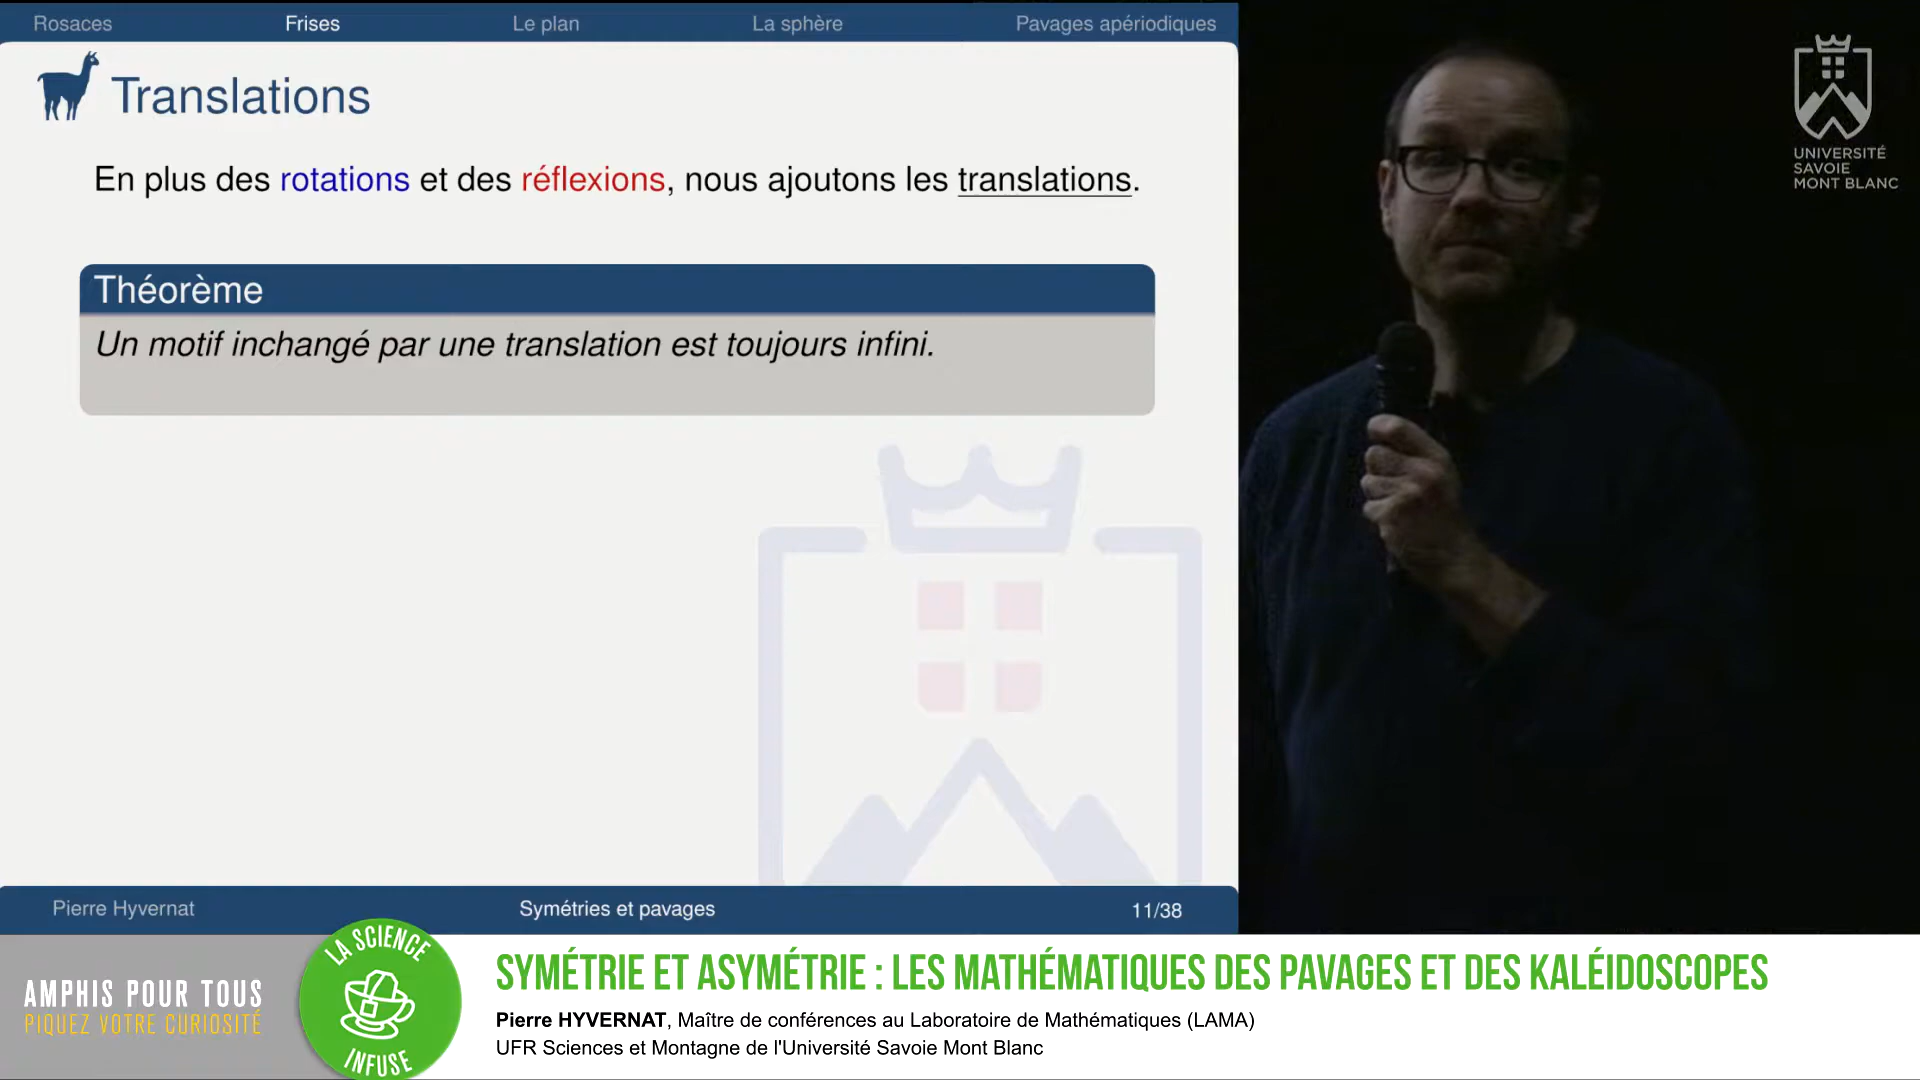 Rosaces Frises Le plan La sphère Pavages apériodiques
Translations
En plus des rotations et des réflexions, nous ajoutons les translations.
Théorème
Un motif inchangé par une translation est toujours infini.
Pierre Hyvernat Symétries et pavages 11/38
UNIVERSITÉ
SAVOIE
MONT BLANC
AMPHIS POUR TOUS
PIQUEZ VOTRE CURIOSITÉ
LA SCIENCE
INFUSE
SYMÉTRIE ET ASYMÉTRIE : LES MATHÉMATIQUES DES PAVAGES ET DES KALÉIDOSCOPES
Pierre HYVERNAT, Maître de conférences au Laboratoire de Mathématiques (LAMA)
UFR Sciences et Montagne de l'Université Savoie Mont Blanc